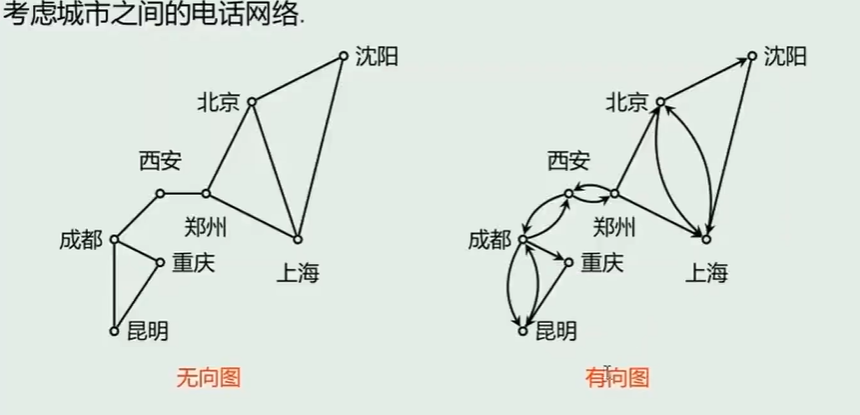 考虑城市之间的电话网络.
沈阳
沈阳
北京
北京
西安
西安
郑州
郑州
成都
成都
重庆
重庆
上海
上海
昆明
昆明
无向图
有向图